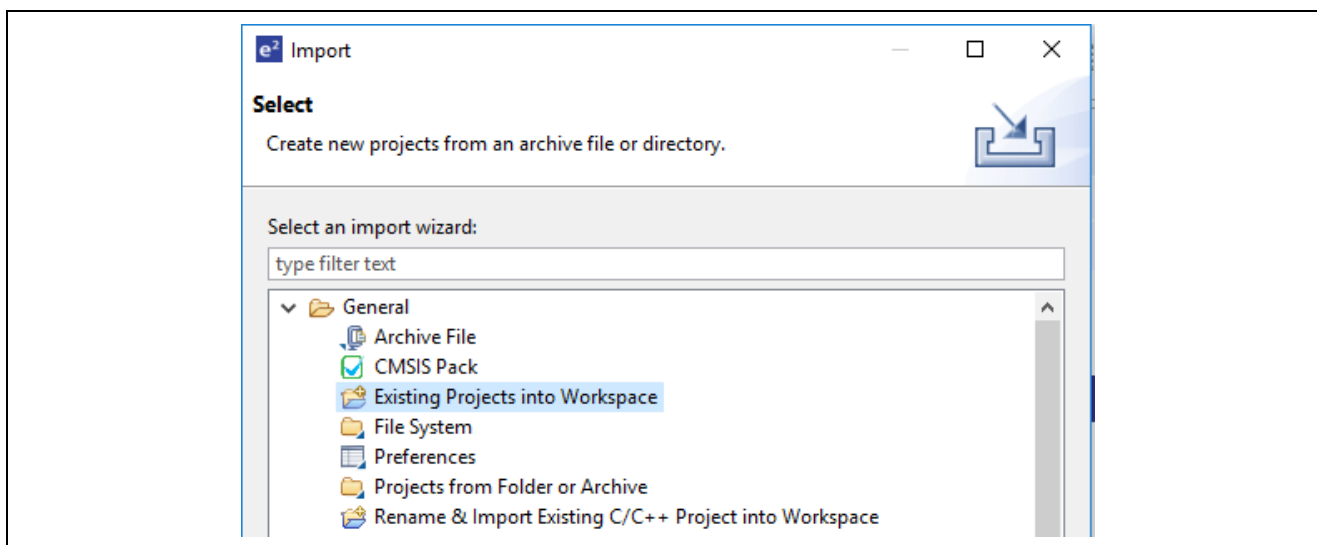 e² Import
Select
Create new projects from an archive file or directory.
Select an import wizard:
type filter text
General
Archive File
CMSIS Pack
Existing Projects into Workspace
File System
Preferences
Projects from Folder or Archive
Rename & Import Existing C/C++ Project into Workspace